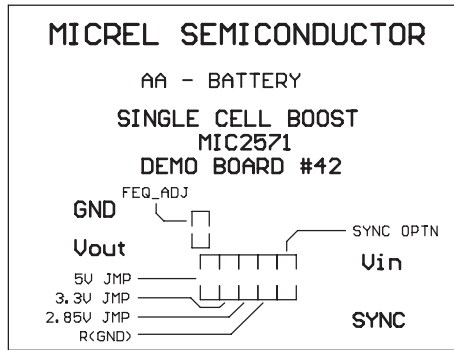 MICREL SEMICONDUCTOR
AA - BATTERY
SINGLE CELL BOOST
MIC2571
DEMO BOARD #42
FEQ_ADJ
GND
SYNC OPTN
Vout
Vin
5V JMP
3.3V JMP
2.85V JMP
SYNC
R(GND)